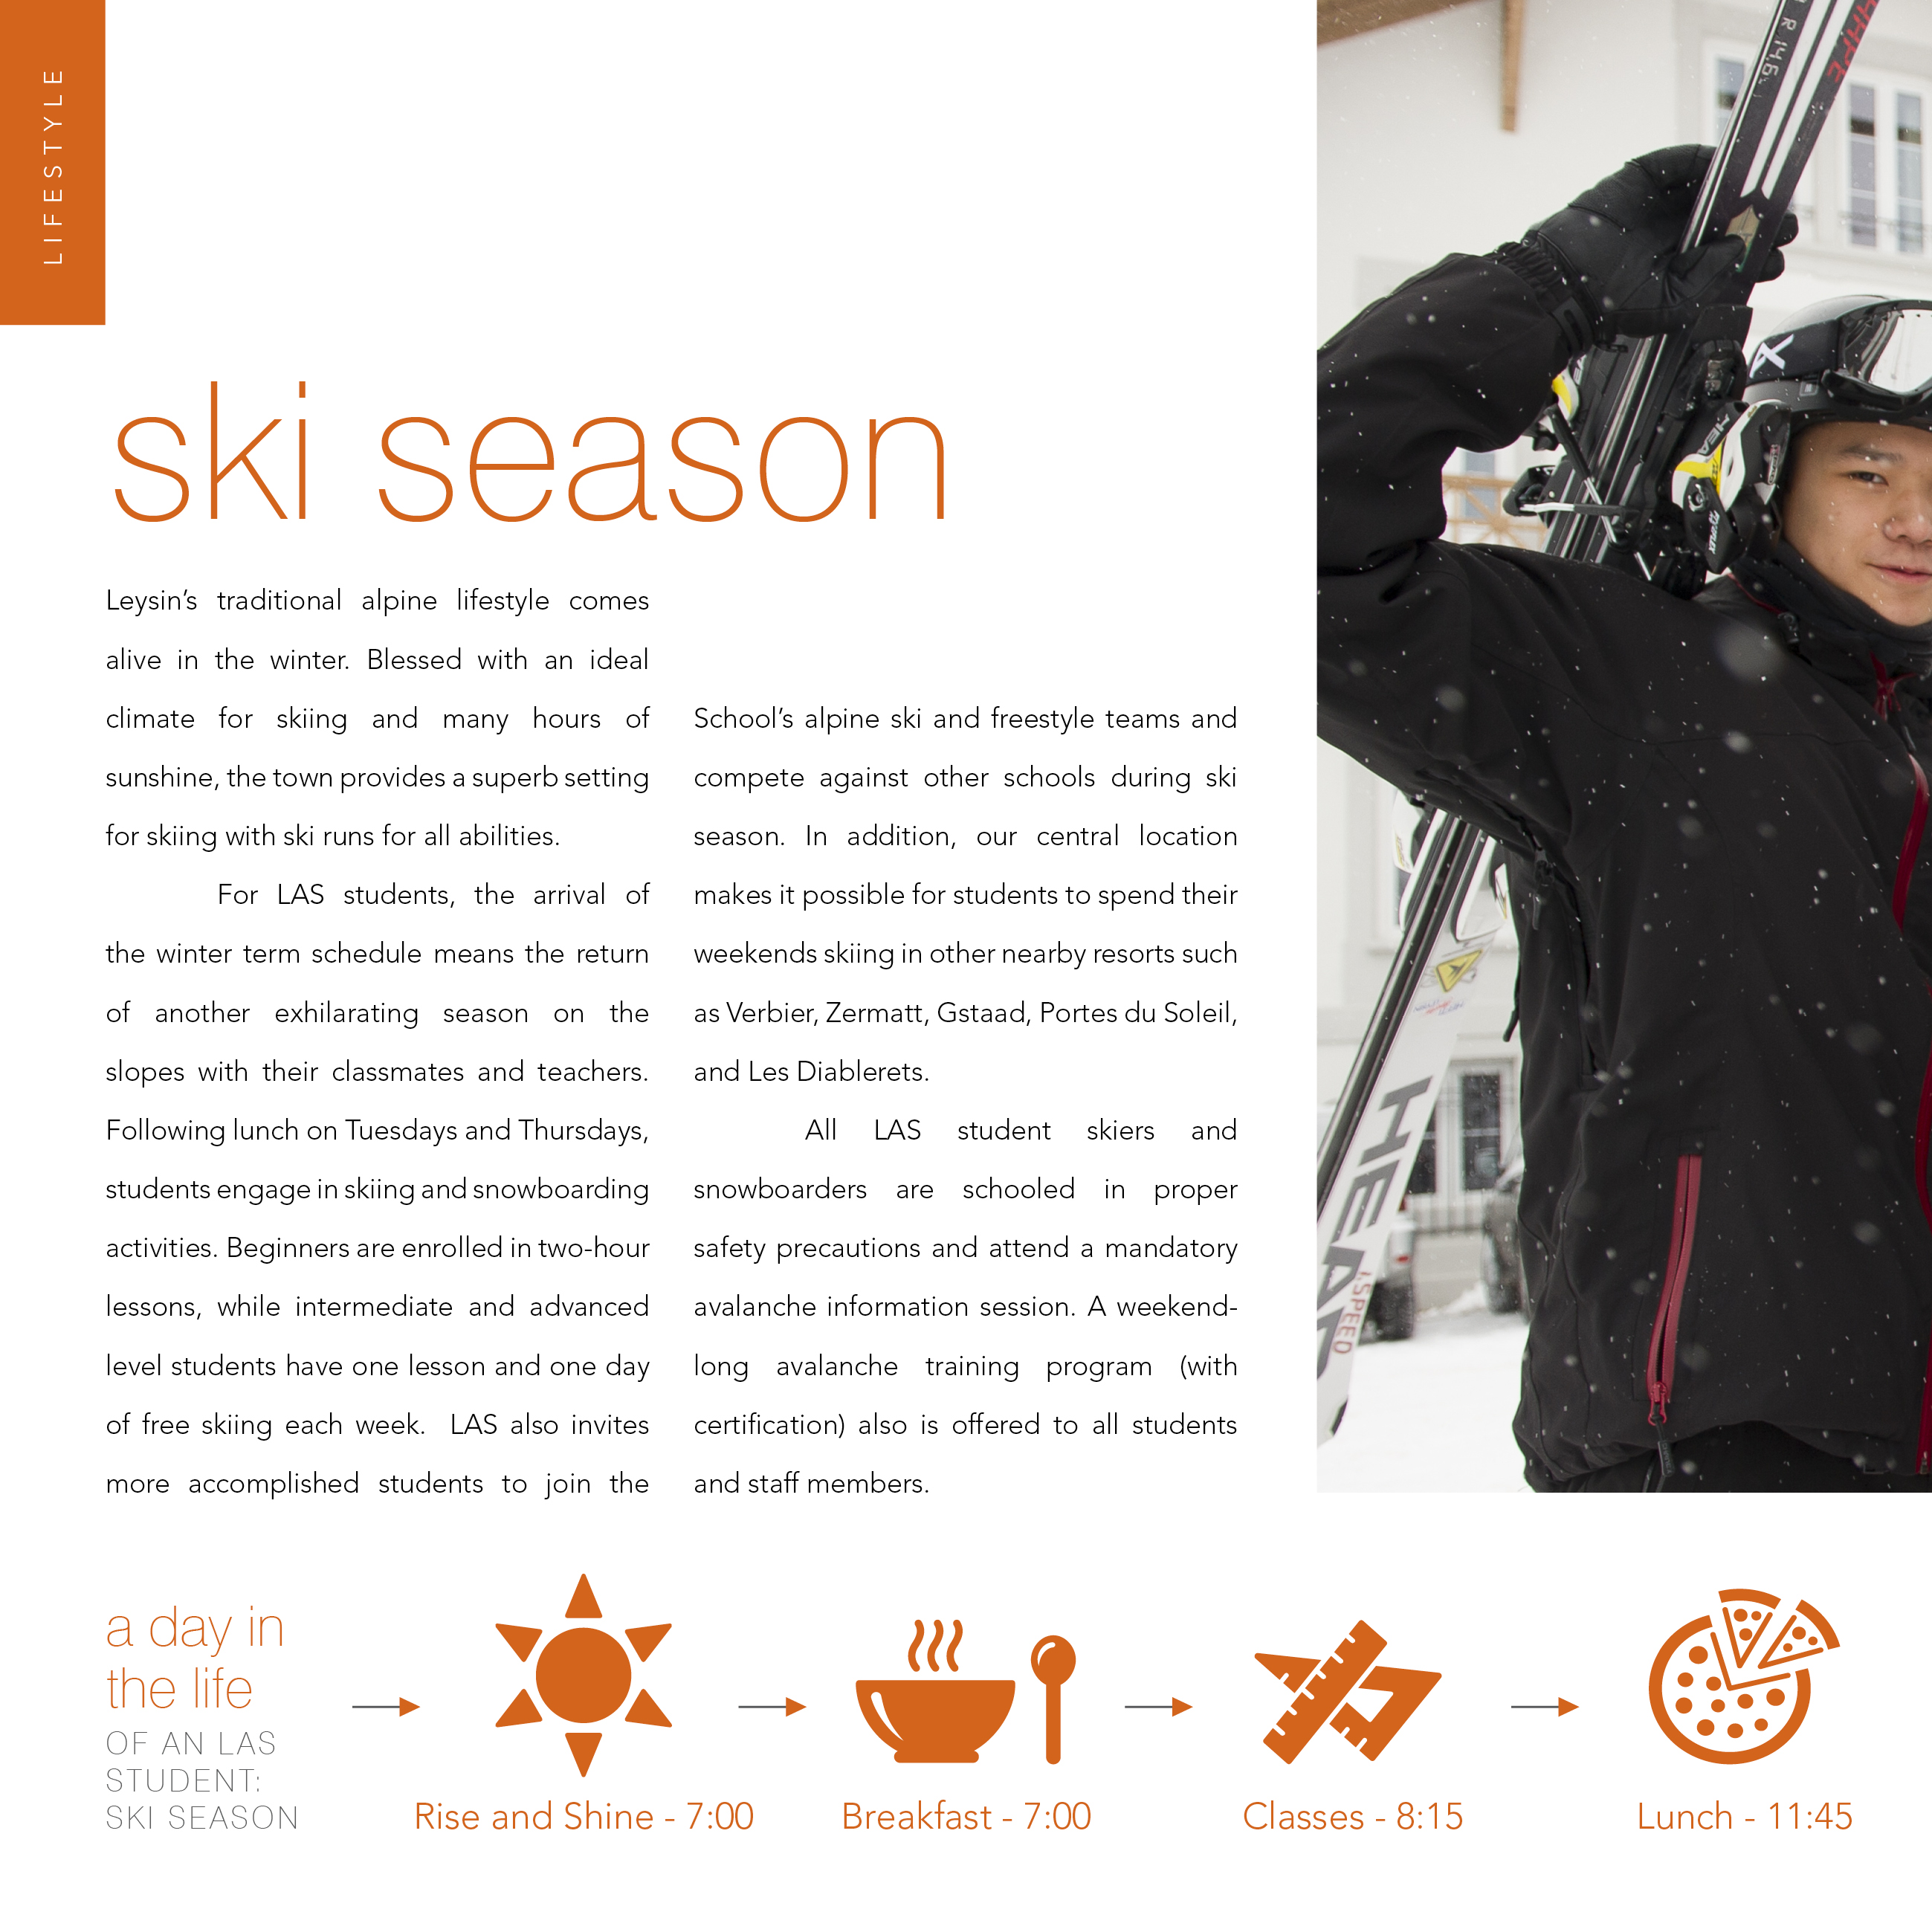 LIFESTYLE
ski season
Leysin’s traditional alpine lifestyle comes
alive in the winter. Blessed with an ideal
climate for skiing and many hours of
sunshine, the town provides a superb setting
for skiing with ski runs for all abilities.
For LAS students, the arrival of
the winter term schedule means the return
of another exhilarating season on the
slopes with their classmates and teachers.
Following lunch on Tuesdays and Thursdays,
students engage in skiing and snowboarding
activities. Beginners are enrolled in two-hour
lessons, while intermediate and advanced
level students have one lesson and one day
of free skiing each week. LAS also invites
more accomplished students to join the
School’s alpine ski and freestyle teams and
compete against other schools during ski
season. In addition, our central location
makes it possible for students to spend their
weekends skiing in other nearby resorts such
as Verbier, Zermatt, Gstaad, Portes du Soleil,
and Les Diablerets.
All LAS student skiers and
snowboarders are schooled in proper
safety precautions and attend a mandatory
avalanche information session. A weekend-
long avalanche training program (with
certification) also is offered to all students
and staff members.
R 146
HEAD
HEAD
I.SPEED
a day in
the life
OF AN LAS
STUDENT:
SKI SEASON
Rise and Shine - 7:00
Breakfast - 7:00
Classes - 8:15
Lunch - 11:45